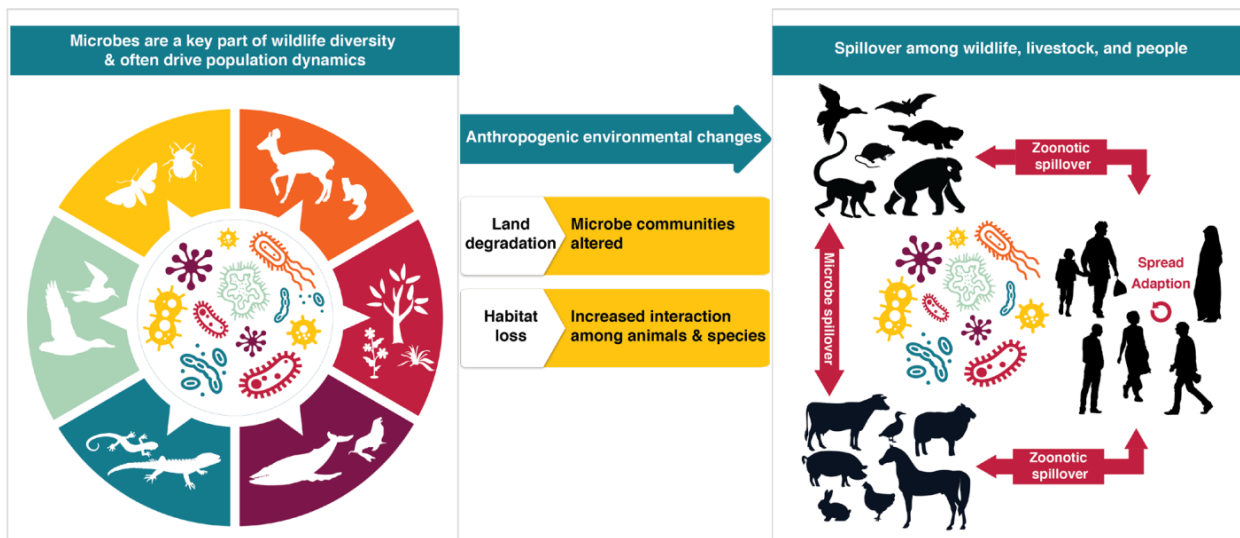 Microbes are a key part of wildlife diversity
& often drive population dynamics
Anthropogenic environmental changes
Land
degradation
Microbe communities
altered
Habitat
loss
Increased interaction
among animals & species
Spillover among wildlife, livestock, and people
Zoonotic
spillover
Microbe spillover
Spread
Adaption
Zoonotic
spillover